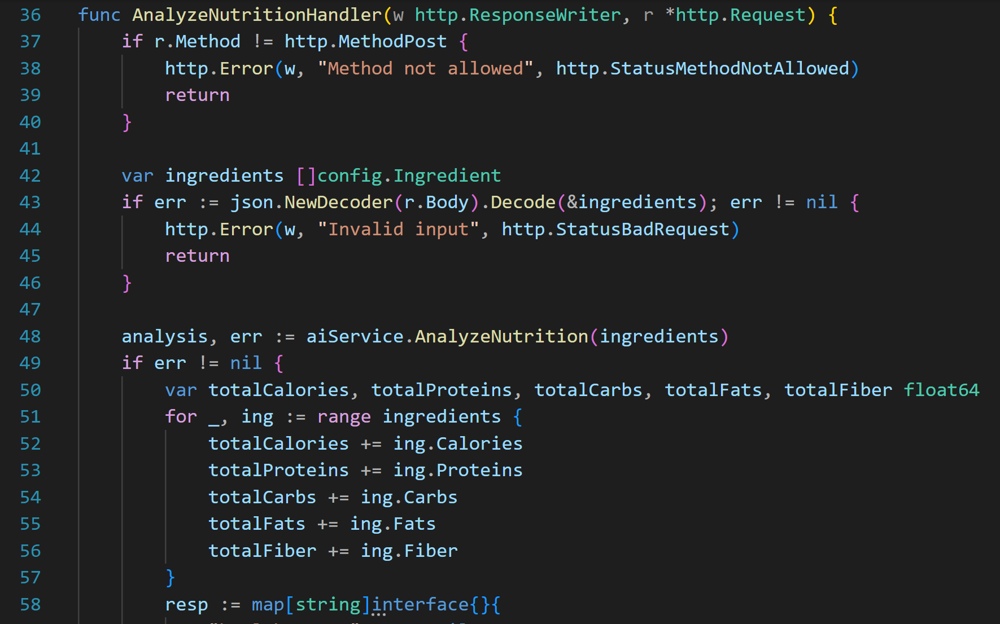 36 func AnalyzeNutritionHandler(w http.ResponseWriter, r *http.Request) {
37 if r.Method != http.MethodPost {
38 http.Error(w, "Method not allowed", http.StatusMethodNotAllowed)
39 return
40 }
41
42 var ingredients []config.Ingredient
43 if err := json.NewDecoder(r.Body).Decode(&ingredients); err != nil {
44 http.Error(w, "Invalid input", http.StatusBadRequest)
45 return
46 }
47
48 analysis, err := aiService.AnalyzeNutrition(ingredients)
49 if err != nil {
50 var totalCalories, totalProteins, totalCarbs, totalFats, totalFiber float64
51 for _, ing := range ingredients {
52 totalCalories += ing.Calories
53 totalProteins += ing.Proteins
54 totalCarbs += ing.Carbs
55 totalFats += ing.Fats
56 totalFiber += ing.Fiber
57 }
58 resp := map[string]interface{}{